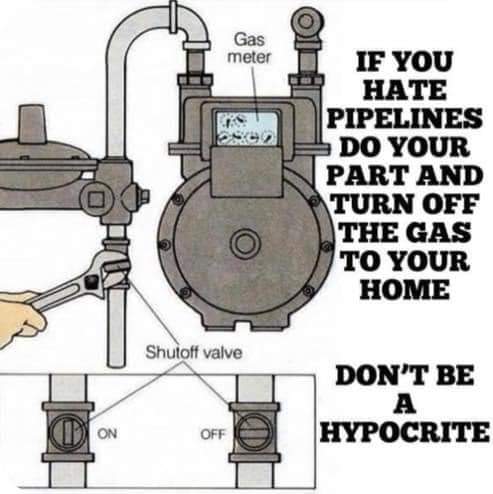 Gas
meter
IF YOU
HATE
PIPELINES
DO YOUR
PART AND
TURN OFF
THE GAS
TO YOUR
HOME
Shutoff valve
ON
OFF
DON'T BE
A
HYPOCRITE